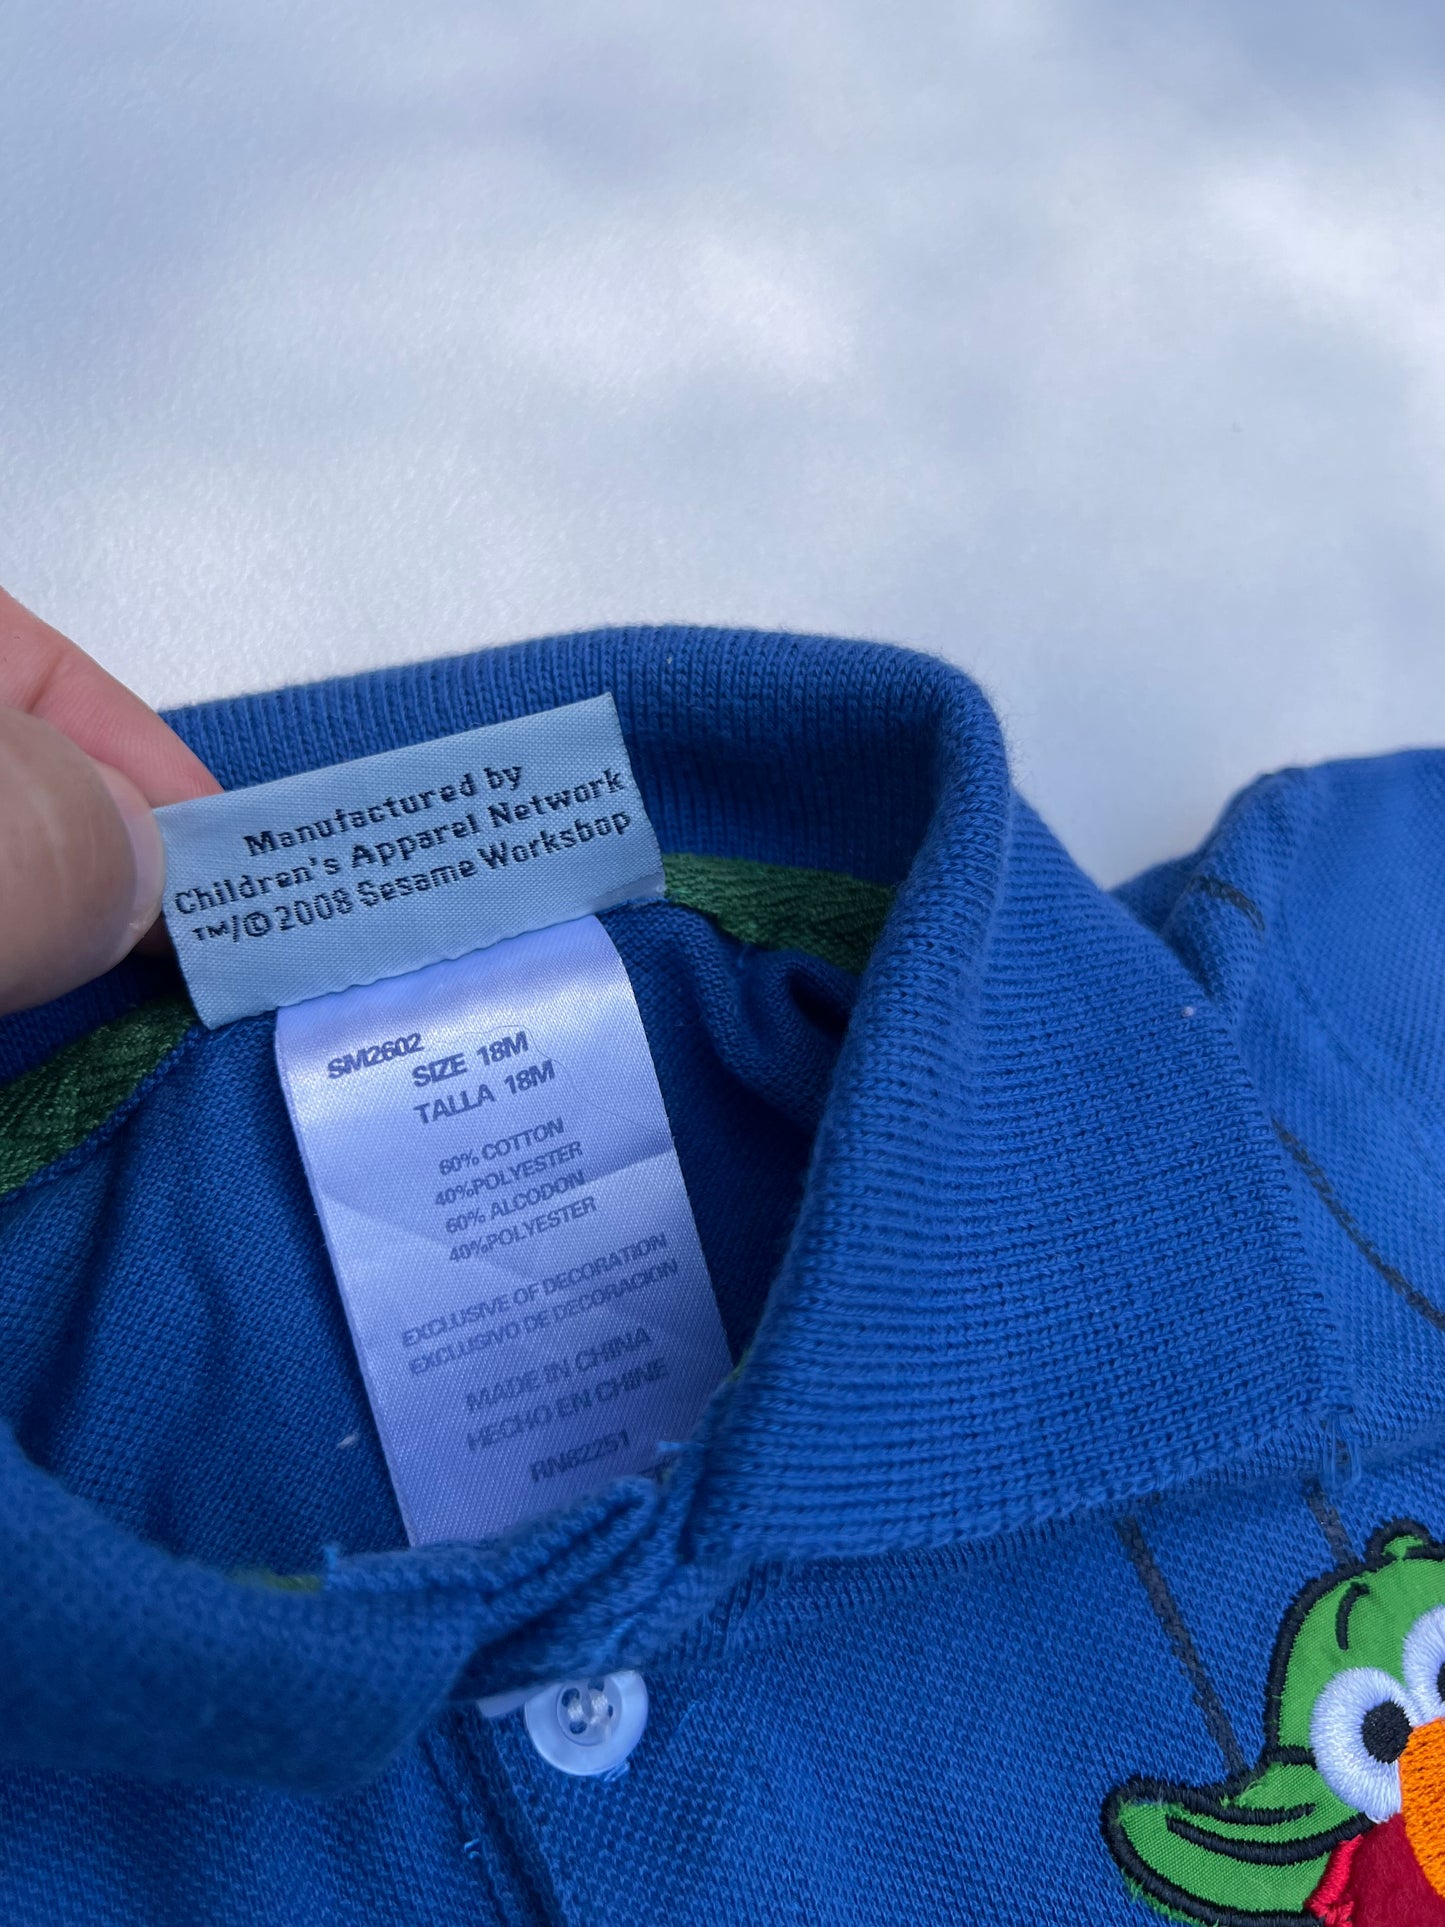 Manufactured by
Children's Apparel Network
™/© 2008 Sesame Workshop
SM2602
SIZE 18M
TALLA 18M
60% COTTON
40%POLYESTER
60% ALCODON
40%POLYESTER
EXCLUSIVE OF DECORATION
EXCLUSIVO DE DECORACION
MADE IN CHINA
HECHO EN CHINE
RN82251